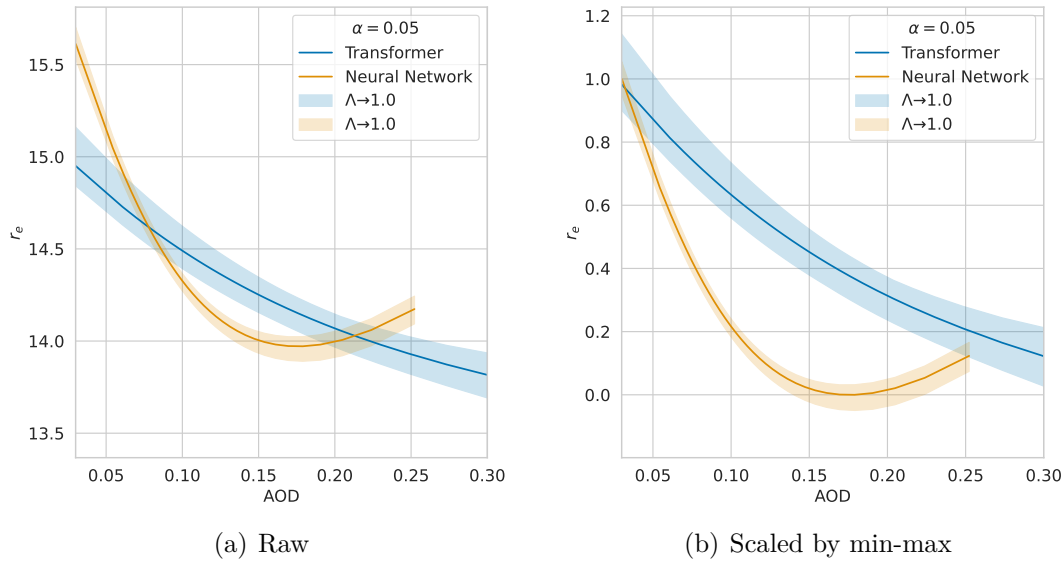 α = 0.05
Transformer
Neural Network
Λ→1.0
Λ→1.0
15.5
15.0
14.5
14.0
13.5
r_e
0.05 0.10 0.15 0.20 0.25 0.30
AOD
(a) Raw
α = 0.05
Transformer
Neural Network
Λ→1.0
Λ→1.0
1.2
1.0
0.8
0.6
0.4
0.2
0.0
r_e
0.05 0.10 0.15 0.20 0.25 0.30
AOD
(b) Scaled by min-max